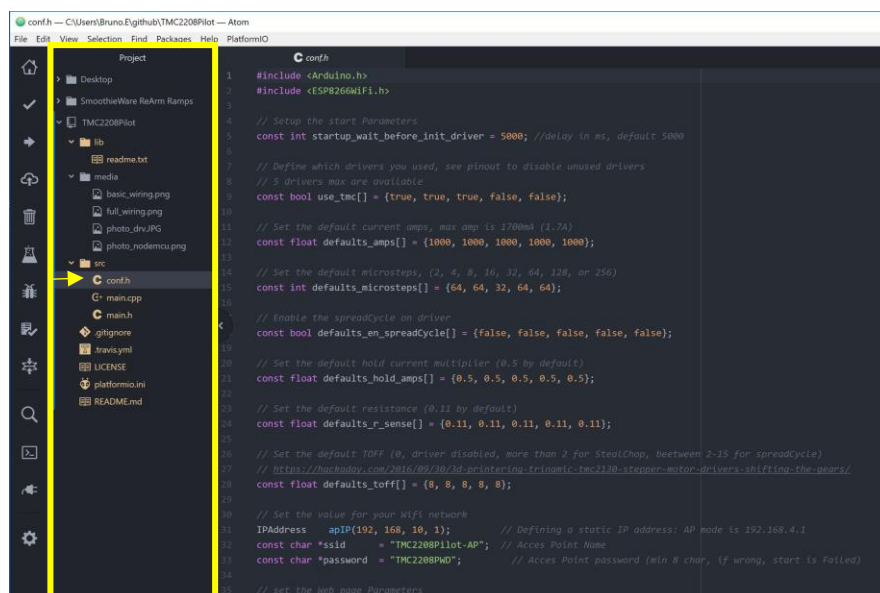 conf.h — C:\Users\Bruno.E\github\TMC2208Pilot — Atom
File Edit View Selection Find Packages Help PlatformIO
Project
Desktop
SmoothieWare ReArm Ramps
TMC2208Pilot
lib
readme.txt
media
basic_wiring.png
full_wiring.png
photo_drv.JPG
photo_nodemcu.png
src
conf.h
main.cpp
main.h
.gitignore
.travis.yml
LICENSE
platformio.ini
README.md
conf.h
1 #include <Arduino.h>
2 #include <ESP8266WiFi.h>
3
4 // Setup the start Parameters
5 const int startup_wait_before_init_driver = 5000; //delay in ms, default 5000
6
7 // Define which drivers you used, see pinout to disable unused drivers
8 // 5 drivers max are available
9 const bool use_tmc[] = {true, true, true, false, false};
10
11 // Set the default current amps, max amp is 1700mA (1.7A)
12 const float defaults_amps[] = {1000, 1000, 1000, 1000, 1000};
13
14 // Set the default microsteps, (2, 4, 8, 16, 32, 64, 128, or 256)
15 const int defaults_microsteps[] = {64, 64, 32, 64, 64};
16
// Enable the spreadCycle on driver
const bool defaults_en_spreadCycle[] = {false, false, false, false, false};
19
20 // Set the default hold current multiplier (0.5 by default)
21 const float defaults_hold_amps[] = {0.5, 0.5, 0.5, 0.5, 0.5};
22
23 // Set the default resistance (0.11 by default)
24 const float defaults_r_sense[] = {0.11, 0.11, 0.11, 0.11, 0.11};
25
26 // Set the default TOFF (0, driver disabled, more than 2 for StealChop, beetween 2-15 for spreadCycle)
27 // https://hackaday.com/2016/09/30/3d-printering-trinamic-tmc2130-stepper-motor-drivers-shifting-the-gears/
28 const float defaults_toff[] = {8, 8, 8, 8, 8};
29
30 // Set the value for your Wifi network
31 IPAddress apIP(192, 168, 10, 1); // Defining a static IP address: AP mode is 192.168.4.1
32 const char *ssid = "TMC2208Pilot-AP"; // Acces Point Name
33 const char *password = "TMC2208PWD"; // Acces Point password (min 8 char, if wrong, start is Failed)
34
35 // set the Web page Parameters